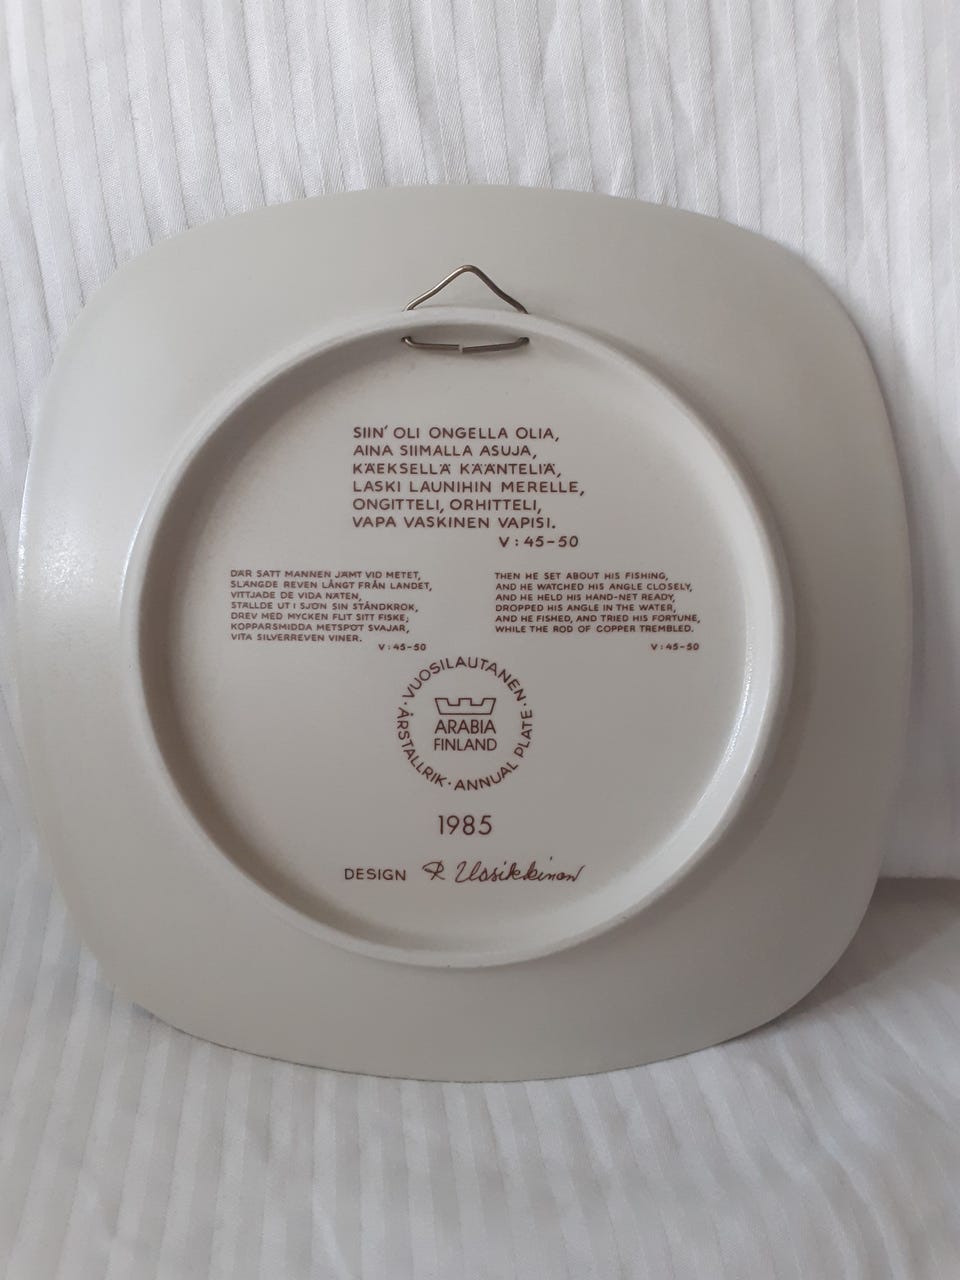 SIIN' OLI ONGELLA OLIA,
AINA SIIMALLA ASUJA,
KÄEKSELLÄ KÄÄNTELIÄ,
LASKI LAUNIHIN MERELLE,
ONGITTELI, ORHITTELI,
VAPA VASKINEN VAPISI.
V : 45-50
DÄR SATT MANNEN JÄMT VID METET,
SLÄNGDE REVEN LÅNGT FRÅN LANDET,
VITTJADE DE VIDA NÄTEN,
STÄLLDE UT I SJÖN SIN STÅNDKROK,
DREV MED MYCKEN FLIT SITT FISKE;
KOPPARSMIDDA METSPÖT SVAJAR,
VITA SILVERREVEN VINER.
V : 45-50
THEN HE SET ABOUT HIS FISHING,
AND HE WATCHED HIS ANGLE CLOSELY,
AND HE HELD HIS HAND-NET READY,
DROPPED HIS ANGLE IN THE WATER,
AND HE FISHED, AND TRIED HIS FORTUNE,
WHILE THE ROD OF COPPER TREMBLED.
V : 45-50
· VUOSILAUTANEN ·
ÅRSTALLRIK · ANNUAL PLATE
ARABIA
FINLAND
1985
DESIGN R Uosikkinen